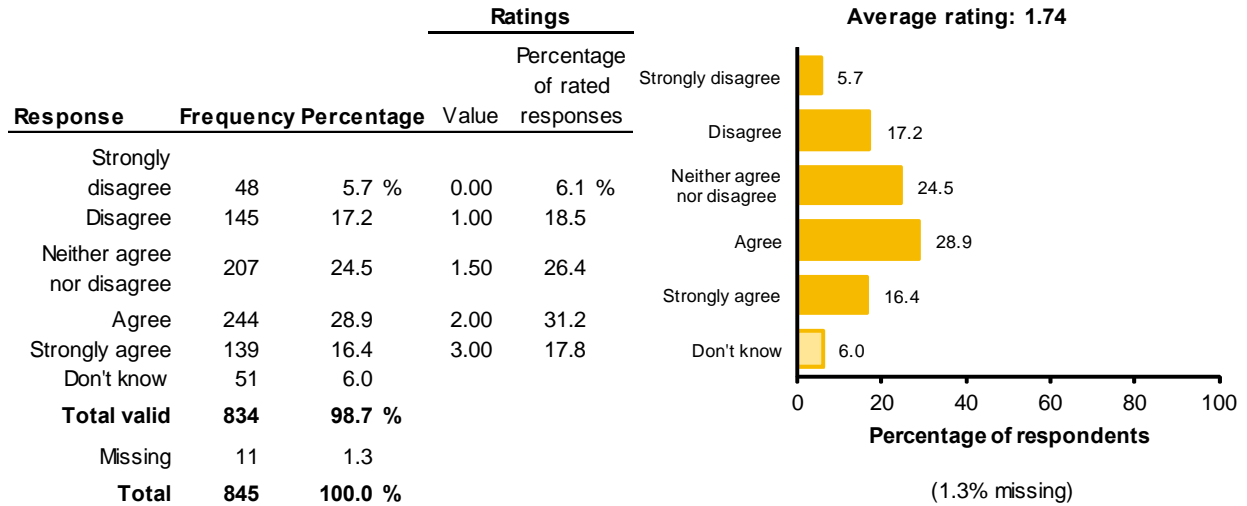 Ratings
Response Frequency Percentage Value Percentage of rated responses
Strongly disagree 48 5.7 % 0.00 6.1 %
Disagree 145 17.2 1.00 18.5
Neither agree nor disagree 207 24.5 1.50 26.4
Agree 244 28.9 2.00 31.2
Strongly agree 139 16.4 3.00 17.8
Don't know 51 6.0
Total valid 834 98.7 %
Missing 11 1.3
Total 845 100.0 %
Average rating: 1.74
Strongly disagree 5.7
Disagree 17.2
Neither agree
nor disagree 24.5
Agree 28.9
Strongly agree 16.4
Don't know 6.0
0 20 40 60 80 100
Percentage of respondents
(1.3% missing)